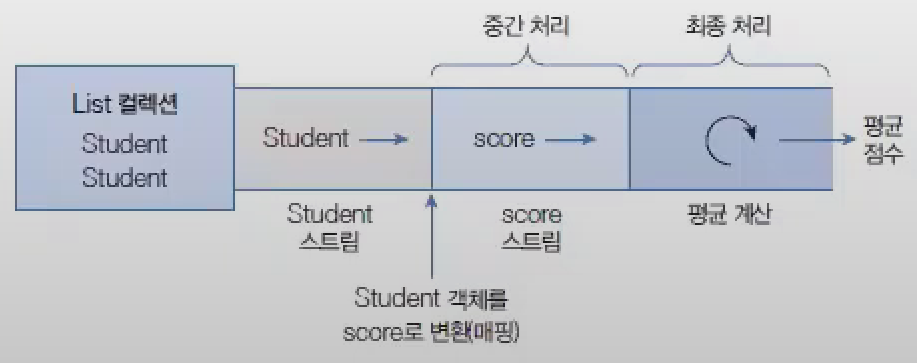 중간 처리
최종 처리
List 컬렉션
Student
Student
Student
score
평균
점수
Student
스트림
score
스트림
평균 계산
Student 객체를
score로 변환(매핑)